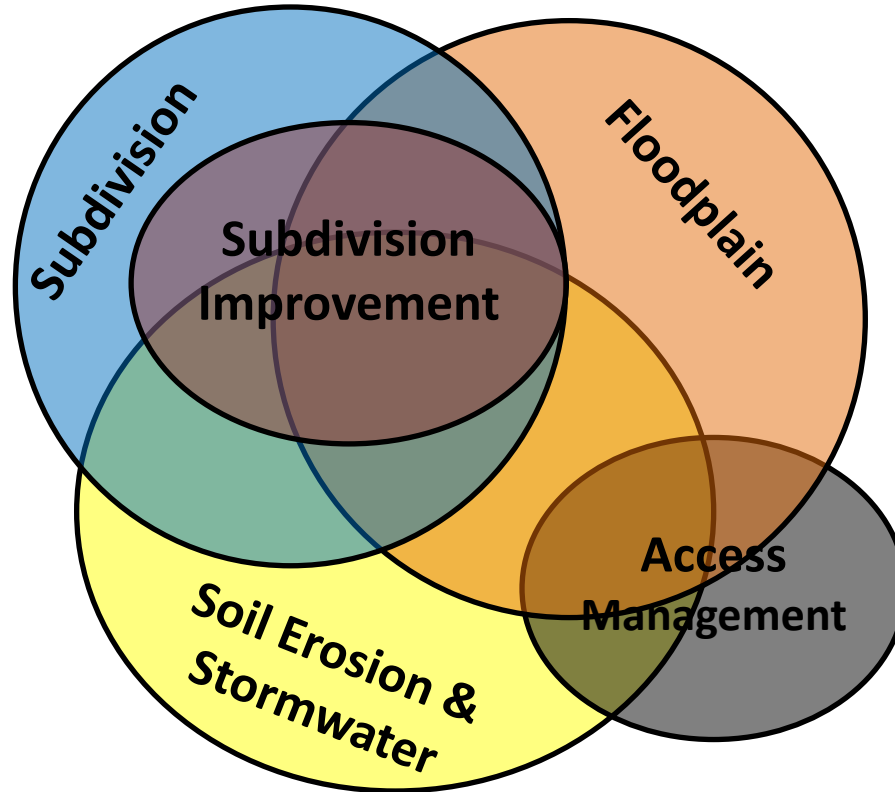 Subdivision
Floodplain
Subdivision
Improvement
Access
Management
Soil Erosion &
Stormwater